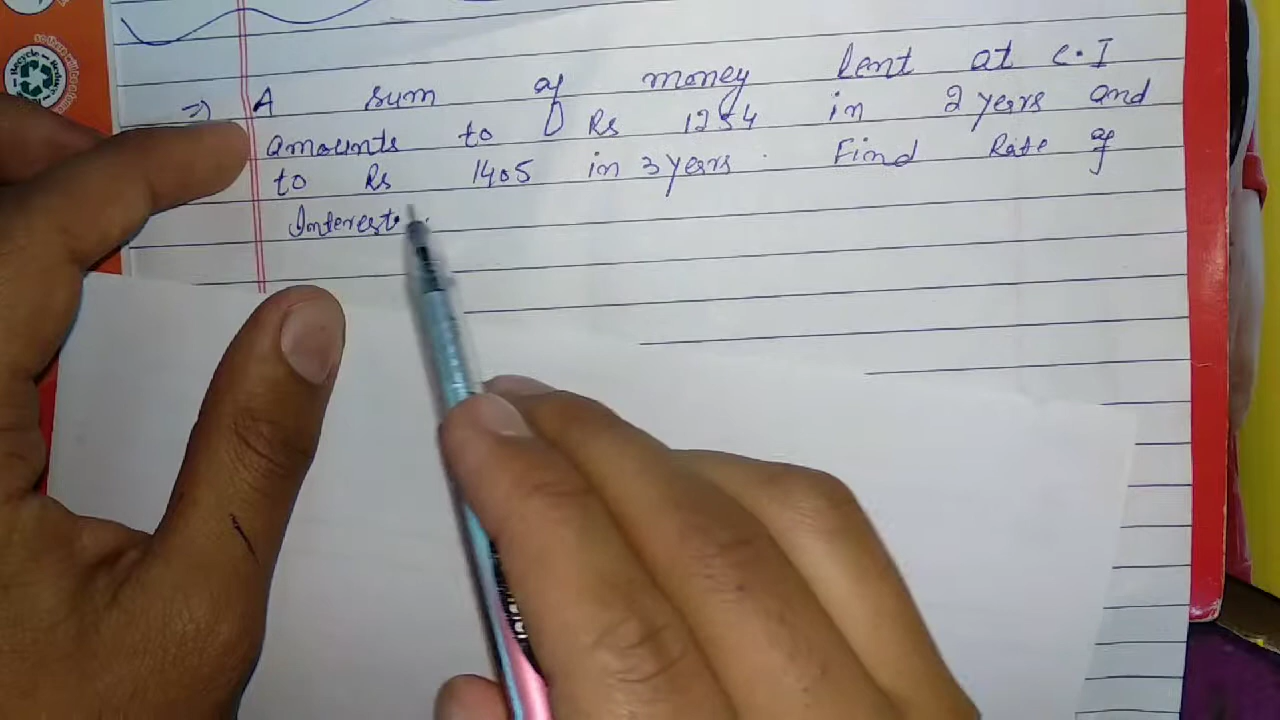 => A sum of money lent at C.I
amounts to Rs 1254 in 2 years and
to Rs 1405 in 3 years. Find Rate of
Interest.